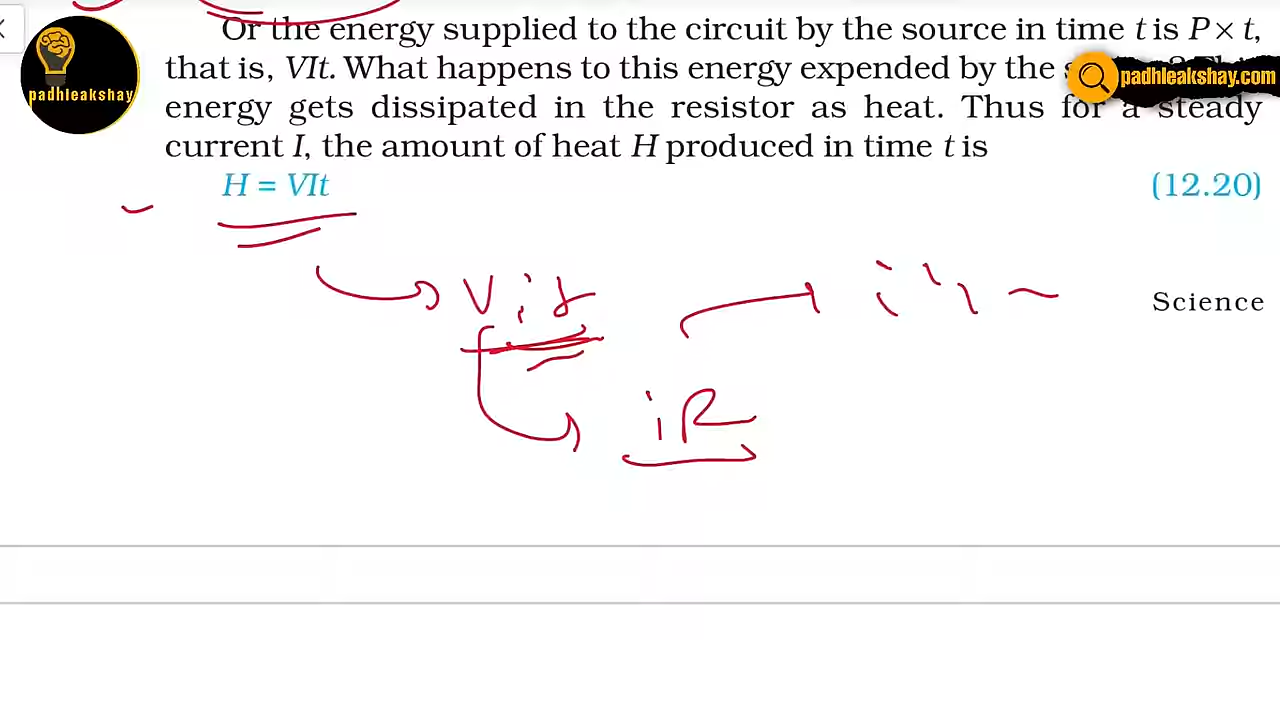 Or the energy supplied to the circuit by the source in time t is P × t,
that is, VIt. What happens to this energy expended by the
energy gets dissipated in the resistor as heat. Thus for a steady
current I, the amount of heat H produced in time t is
H = VIt (12.20)
Vit
Science
iR
padhleakshay
padhleakshay.com